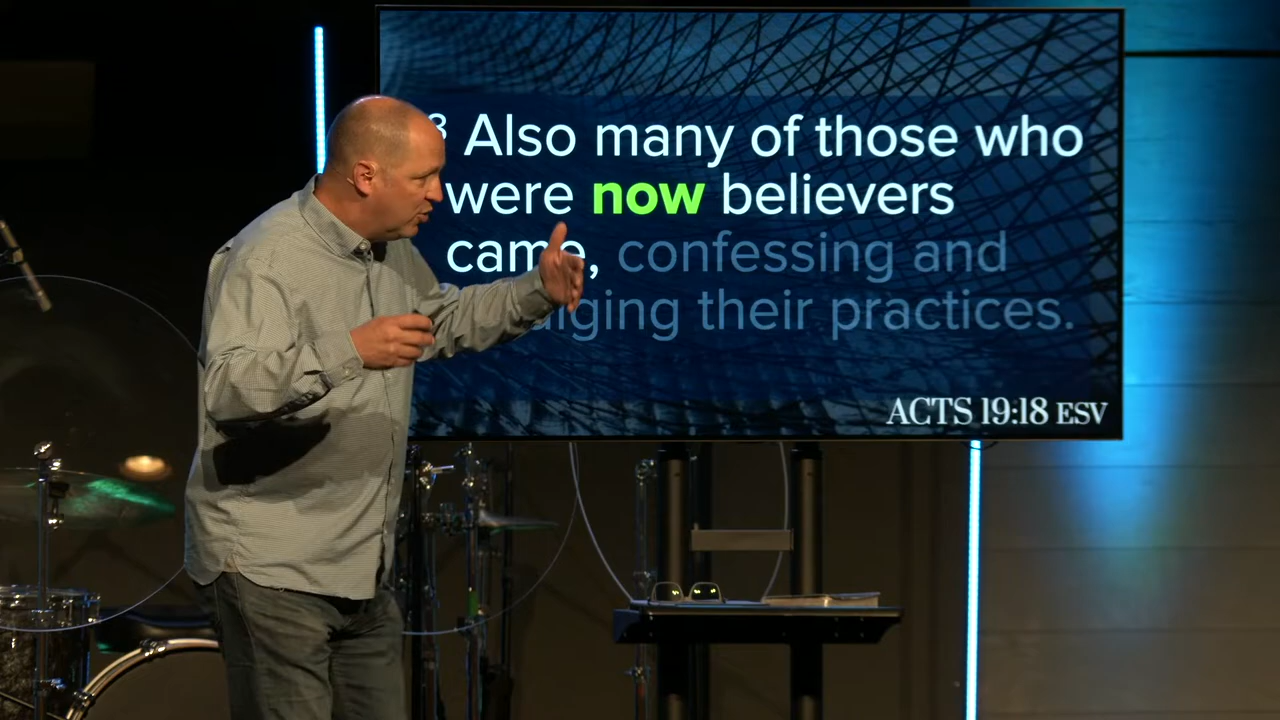 Also many of those who
were now believers
came, confessing and
their practices.
ACTS 19:18 ESV